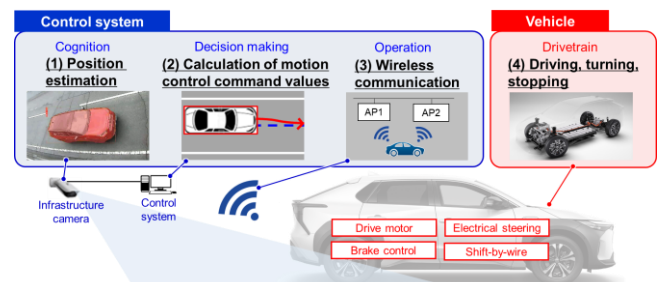 Control system
Vehicle
Cognition
(1) Position
estimation
Decision making
(2) Calculation of motion
control command values
Operation
(3) Wireless
communication
AP1
AP2
Drivetrain
(4) Driving, turning,
stopping
Infrastructure
camera
Control
system
Drive motor
Electrical steering
Brake control
Shift-by-wire